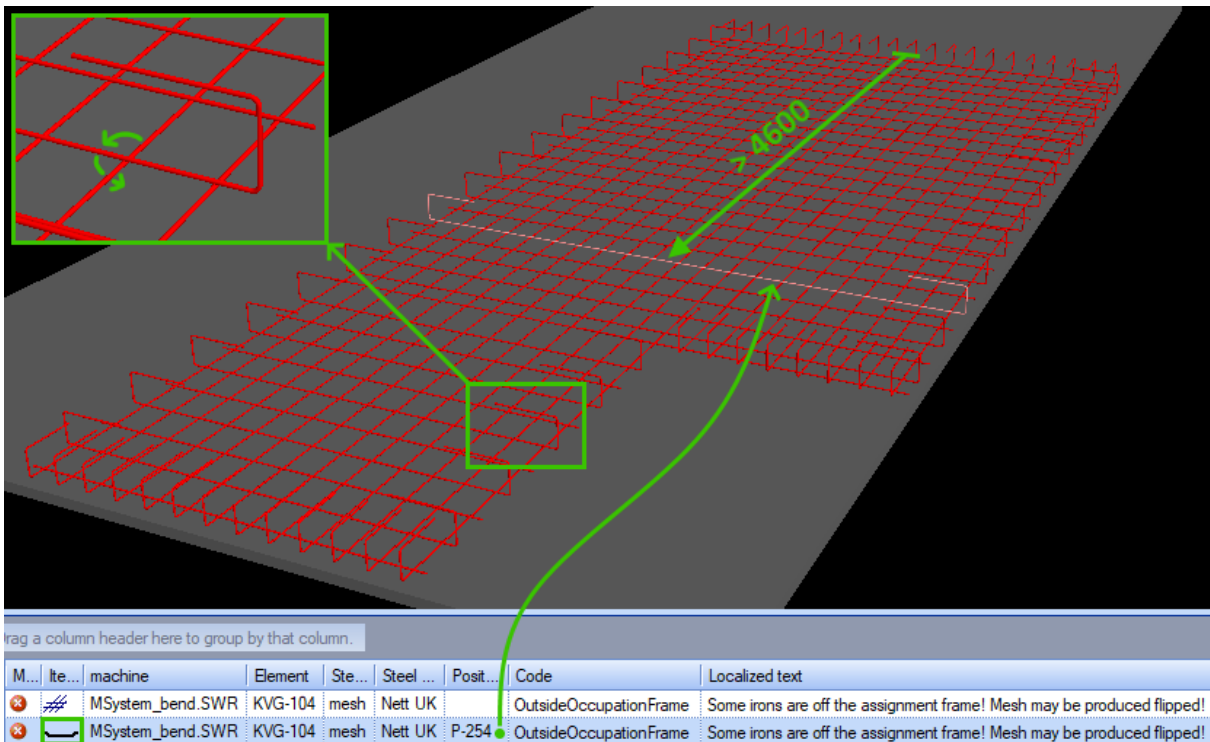 > 4600
rag a column header here to group by that column.
M... Ite... machine Element Ste... Steel ... Posit... Code Localized text
MSystem_bend.SWR KVG-104 mesh Nett UK OutsideOccupationFrame Some irons are off the assignment frame! Mesh may be produced flipped!
MSystem_bend.SWR KVG-104 mesh Nett UK P-254 OutsideOccupationFrame Some irons are off the assignment frame! Mesh may be produced flipped!